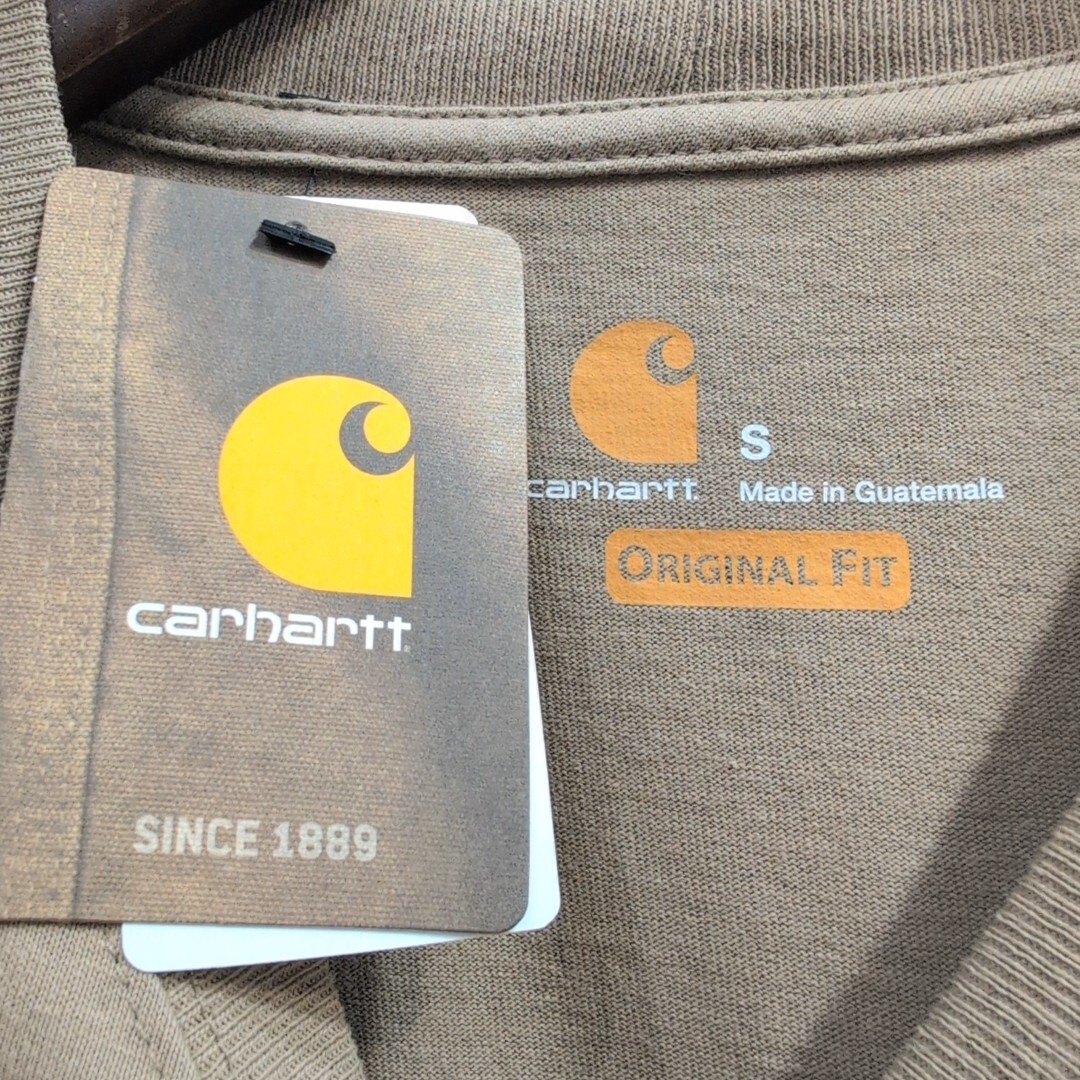 carhartt
SINCE 1889
S
carhartt
Made in Guatemala
ORIGINAL FIT